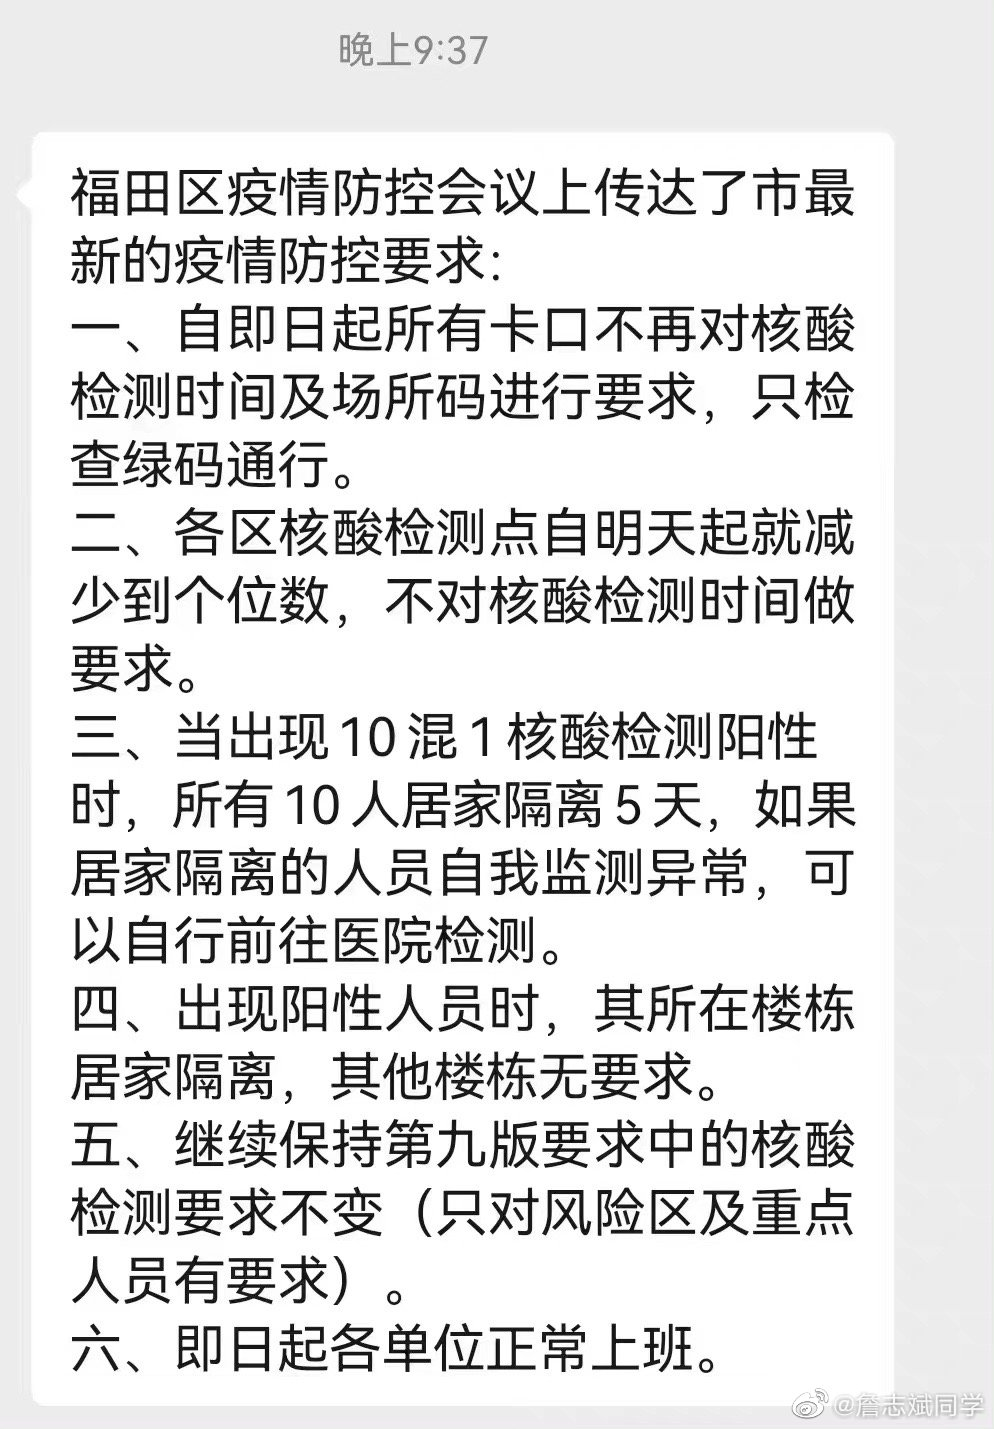 晚上9:37
福田区疫情防控会议上传达了市最
新的疫情防控要求:
一、自即日起所有卡口不再对核酸
检测时间及场所码进行要求，只检
查绿码通行。
二、各区核酸检测点自明天起就减
少到个位数，不对核酸检测时间做
要求。
三、当出现10混1核酸检测阳性
时，所有10人居家隔离5天，如果
居家隔离的人员自我监测异常，可
以自行前往医院检测。
四、出现阳性人员时，其所在楼栋
居家隔离，其他楼栋无要求。
五、继续保持第九版要求中的核酸
检测要求不变（只对风险区及重点
人员有要求）。
六、即日起各单位正常上班。
@詹志斌同学